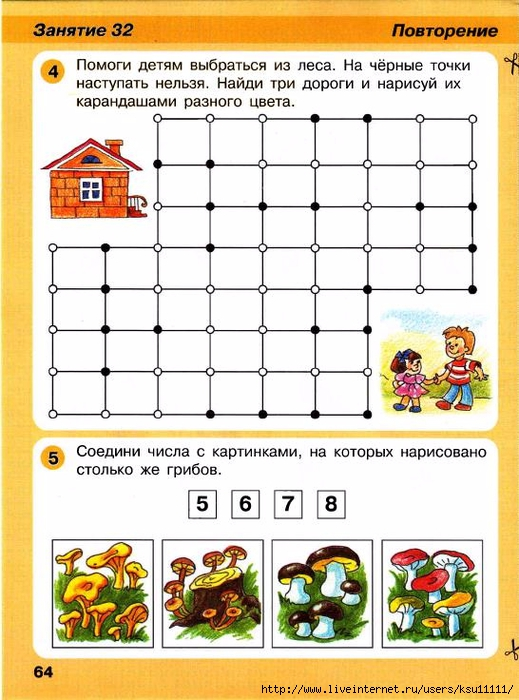 Занятие 32
Повторение
4
Помоги детям выбраться из леса. На чёрные точки
наступать нельзя. Найди три дороги и нарисуй их
карандашами разного цвета.
5
Соедини числа с картинками, на которых нарисовано
столько же грибов.
5 6 7 8
64
http://www.liveinternet.ru/users/ksu11111/